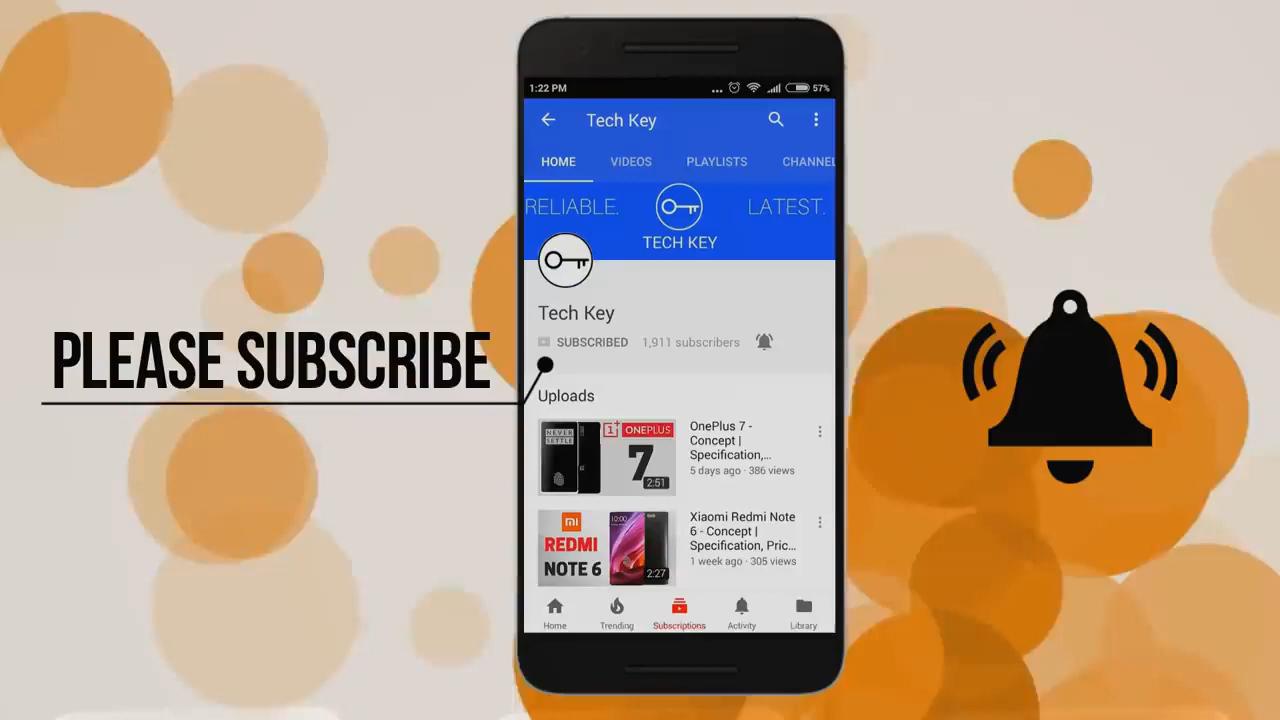 1:22 PM
57%
Tech Key
HOME VIDEOS PLAYLISTS CHANNEL
RELIABLE. LATEST.
TECH KEY
Tech Key
SUBSCRIBED 1,911 subscribers
PLEASE SUBSCRIBE
Uploads
NEVER
SETTLE
1+ ONEPLUS
7
2:51
OnePlus 7 -
Concept |
Specification,...
5 days ago · 386 views
mi
REDMI
NOTE 6
10:00
2:27
Xiaomi Redmi Note
6 - Concept |
Specification, Pric...
1 week ago · 305 views
Home Trending Subscriptions Activity Library